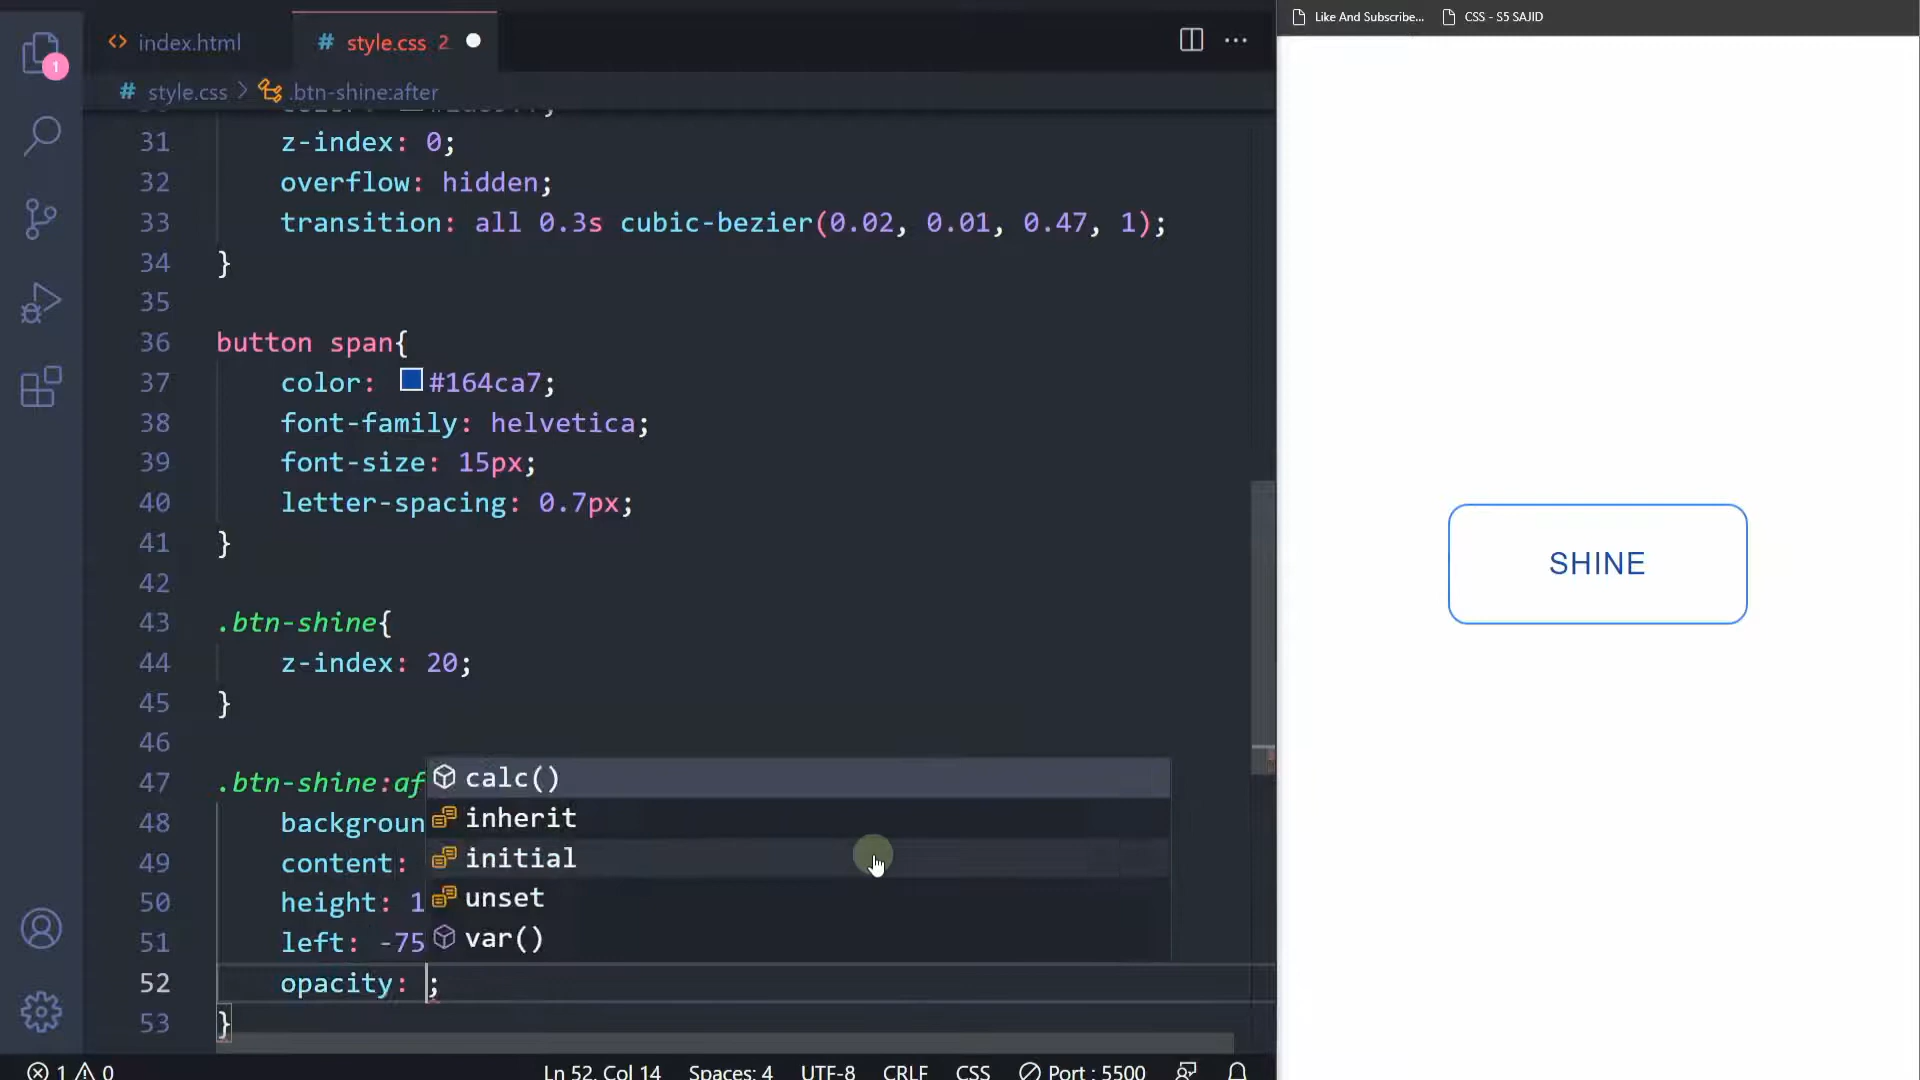 index.html
# style.css 2
Like And Subscribe...
CSS - S5 SAJID
# style.css > .btn-shine:after
31 z-index: 0;
32 overflow: hidden;
33 transition: all 0.3s cubic-bezier(0.02, 0.01, 0.47, 1);
34 }
35
36 button span{
37 color: #164ca7;
38 font-family: helvetica;
39 font-size: 15px;
40 letter-spacing: 0.7px;
41 }
42
43 .btn-shine{
44 z-index: 20;
45 }
46
47 .btn-shine:af
48 backgroun
49 content:
50 height: 1
51 left: -75
52 opacity: ;
53 }
calc()
inherit
initial
unset
var()
1
SHINE
1 0
Ln 52, Col 14
Spaces: 4
UTF-8
CRLF
CSS
Port : 5500